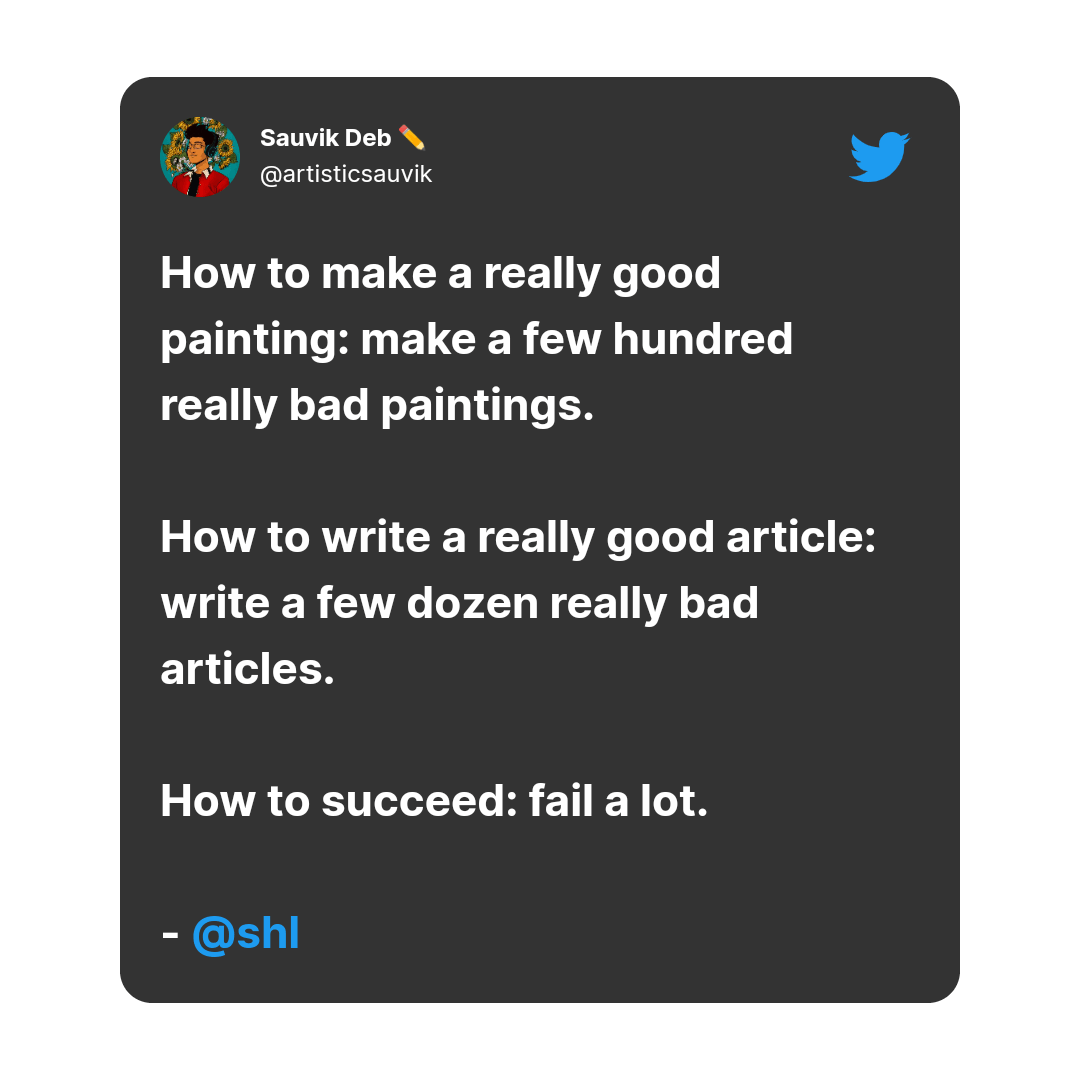 Sauvik Deb ✏️
@artisticsauvik
How to make a really good
painting: make a few hundred
really bad paintings.
How to write a really good article:
write a few dozen really bad
articles.
How to succeed: fail a lot.
- @shl